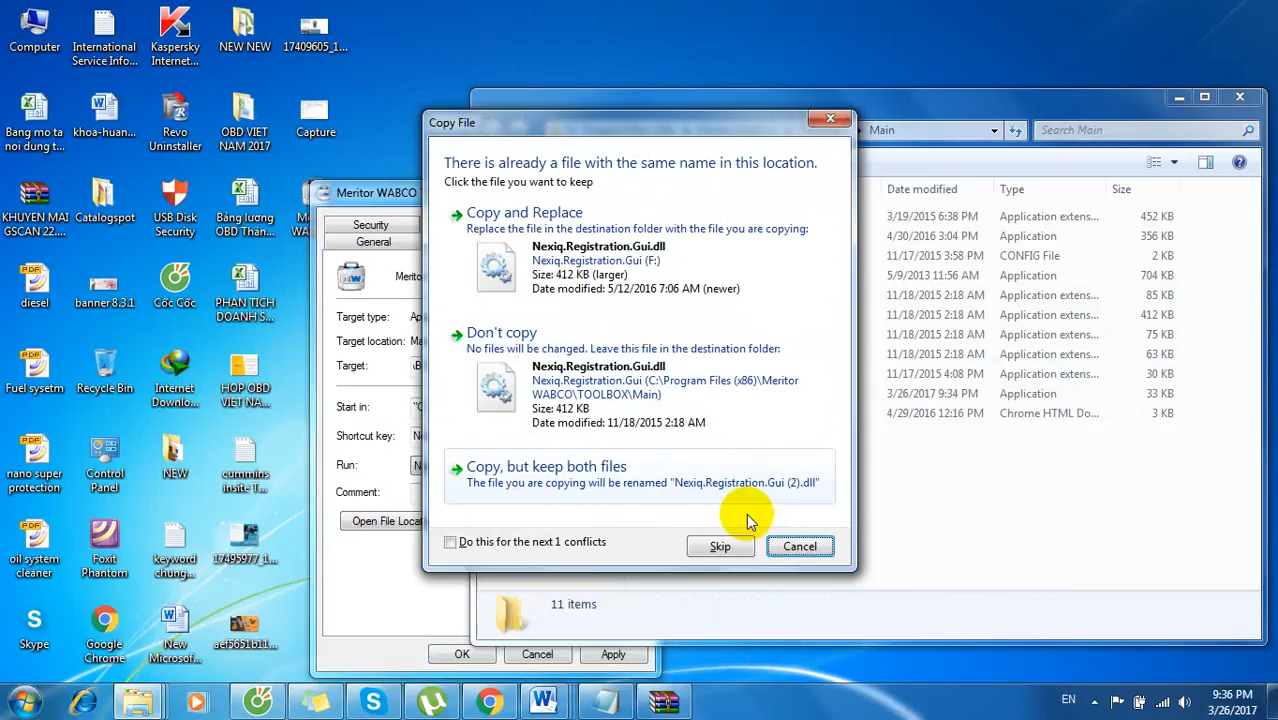 Computer
International
Service Info...
Kaspersky
Internet...
NEW NEW
17409605_1...
Bang mo ta
noi dung t...
khoa-huan...
Revo
Uninstaller
OBD VIET
NAM 2017
Capture
KHUYEN MAI
GSCAN 22....
Catalogspot
USB Disk
Security
Bảng lương
OBD Thán...
diesel
banner 8.3.1
Cốc Cốc
PHAN TICH
DOANH S...
Fuel sysetm
Recycle Bin
Internet
Downlo...
HOP OBD
VIET NA...
nano super
protection
Control
Panel
NEW
cummins
insite T...
oil system
cleaner
Foxit
Phantom
keyword
chung...
17495977_1...
Skype
Google
Chrome
New
Microsof...
aef5651b11...
Meritor WABCO
Security
General
Merito
Target type:
Ap
Target location:
Ma
Target:
\B
Start in:
"C
Shortcut key:
Run:
Comment:
Open File Locat
OK
Cancel
Apply
Main
Search Main
Date modified
Type
Size
3/19/2015 6:38 PM Application extens... 452 KB
4/30/2016 3:04 PM Application 356 KB
11/17/2015 3:58 PM CONFIG File 2 KB
5/9/2013 11:56 AM Application 704 KB
11/18/2015 2:18 AM Application extens... 85 KB
11/18/2015 2:18 AM Application extens... 412 KB
11/18/2015 2:18 AM Application extens... 75 KB
11/18/2015 2:18 AM Application extens... 63 KB
11/17/2015 4:08 PM Application extens... 30 KB
3/26/2017 9:34 PM Application 33 KB
4/29/2016 12:16 PM Chrome HTML Do... 3 KB
11 items
Copy File
There is already a file with the same name in this location.
Click the file you want to keep
Copy and Replace
Replace the file in the destination folder with the file you are copying:
Nexiq.Registration.Gui.dll
Nexiq.Registration.Gui (F:)
Size: 412 KB (larger)
Date modified: 5/12/2016 7:06 AM (newer)
Don't copy
No files will be changed. Leave this file in the destination folder:
Nexiq.Registration.Gui.dll
Nexiq.Registration.Gui (C:\Program Files (x86)\Meritor
WABCO\TOOLBOX\Main)
Size: 412 KB
Date modified: 11/18/2015 2:18 AM
Copy, but keep both files
The file you are copying will be renamed "Nexiq.Registration.Gui (2).dll"
Do this for the next 1 conflicts
Skip
Cancel
EN
9:36 PM
3/26/2017